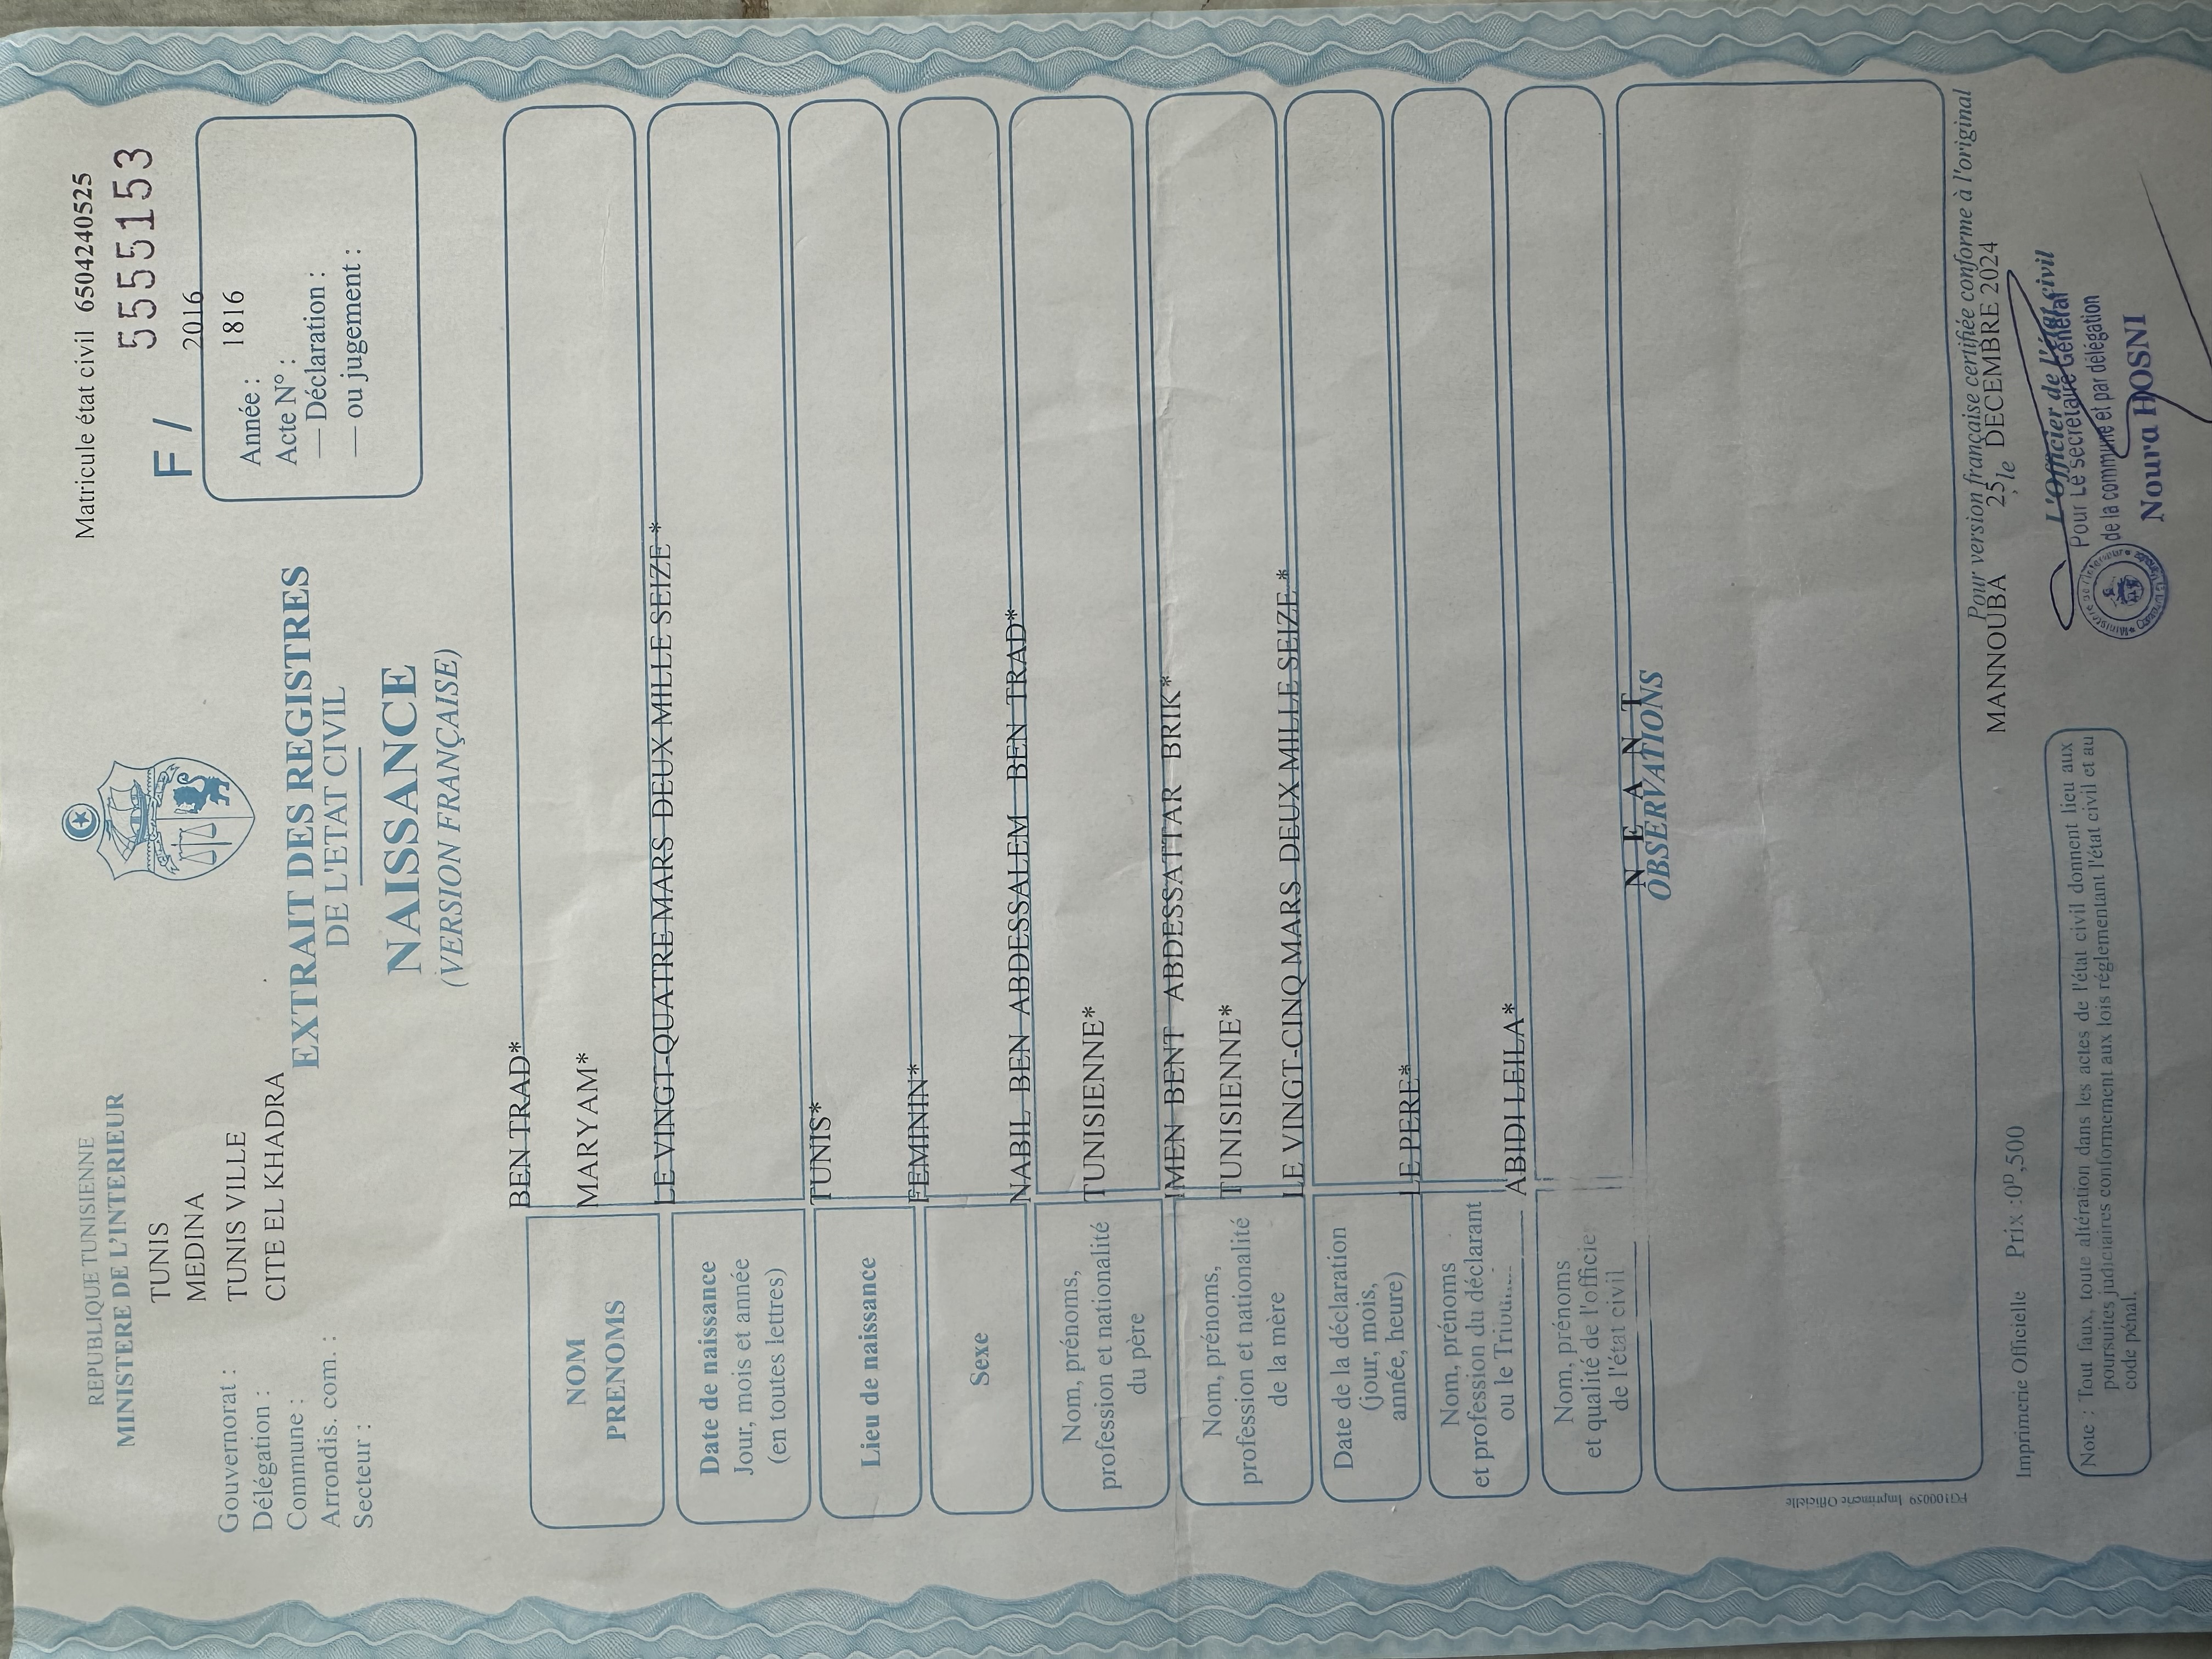 REPUBLIQUE TUNISIENNE
MINISTERE DE L'INTERIEUR
Gouvernorat : TUNIS
Délégation : MEDINA
Commune : TUNIS VILLE
Arrondis. com. : CITE EL KHADRA
Secteur :
Matricule état civil 6504240525
F / 5555153
2016
Année : 1816
Acte N° :
— Déclaration :
— ou jugement :
EXTRAIT DES REGISTRES
DE L'ETAT CIVIL
NAISSANCE
(VERSION FRANÇAISE)
NOM BEN TRAD*
PRENOMS MARYAM*
Date de naissance LE VINGT-QUATRE MARS DEUX MILLE SEIZE *
Jour, mois et année
(en toutes lettres)
Lieu de naissance TUNIS*
Sexe FEMININ*
Nom, prénoms, NABIL BEN ABDESSALEM BEN TRAD*
profession et nationalité TUNISIENNE*
du père
Nom, prénoms, IMEN BENT ABDESSATTAR BRIK*
profession et nationalité TUNISIENNE*
de la mère
Date de la déclaration LE VINGT-CINQ MARS DEUX MILLE SEIZE*
(jour, mois,
année, heure)
Nom, prénoms LE PERE*
et profession du déclarant
ou le
Nom, prénoms ABIDI LEILA*
et qualité de l'officie
de l'état civil
N E A N T
OBSERVATIONS
FG100059 Imprimerie Officielle
Pour version française certifiée conforme à l'original
MANNOUBA , le 25 DECEMBRE 2024
Imprimerie Officielle Prix : 0ᴰ,500
L'Officier de l'état civil
Pour Le secrétaire Général
de la commune et par délégation
Noura HOSNI
Note : Tout faux, toute altération dans les actes de l'état civil donnent lieu aux
poursuites judiciaires conformement aux lois réglementant l'état civil et au
code pénal.